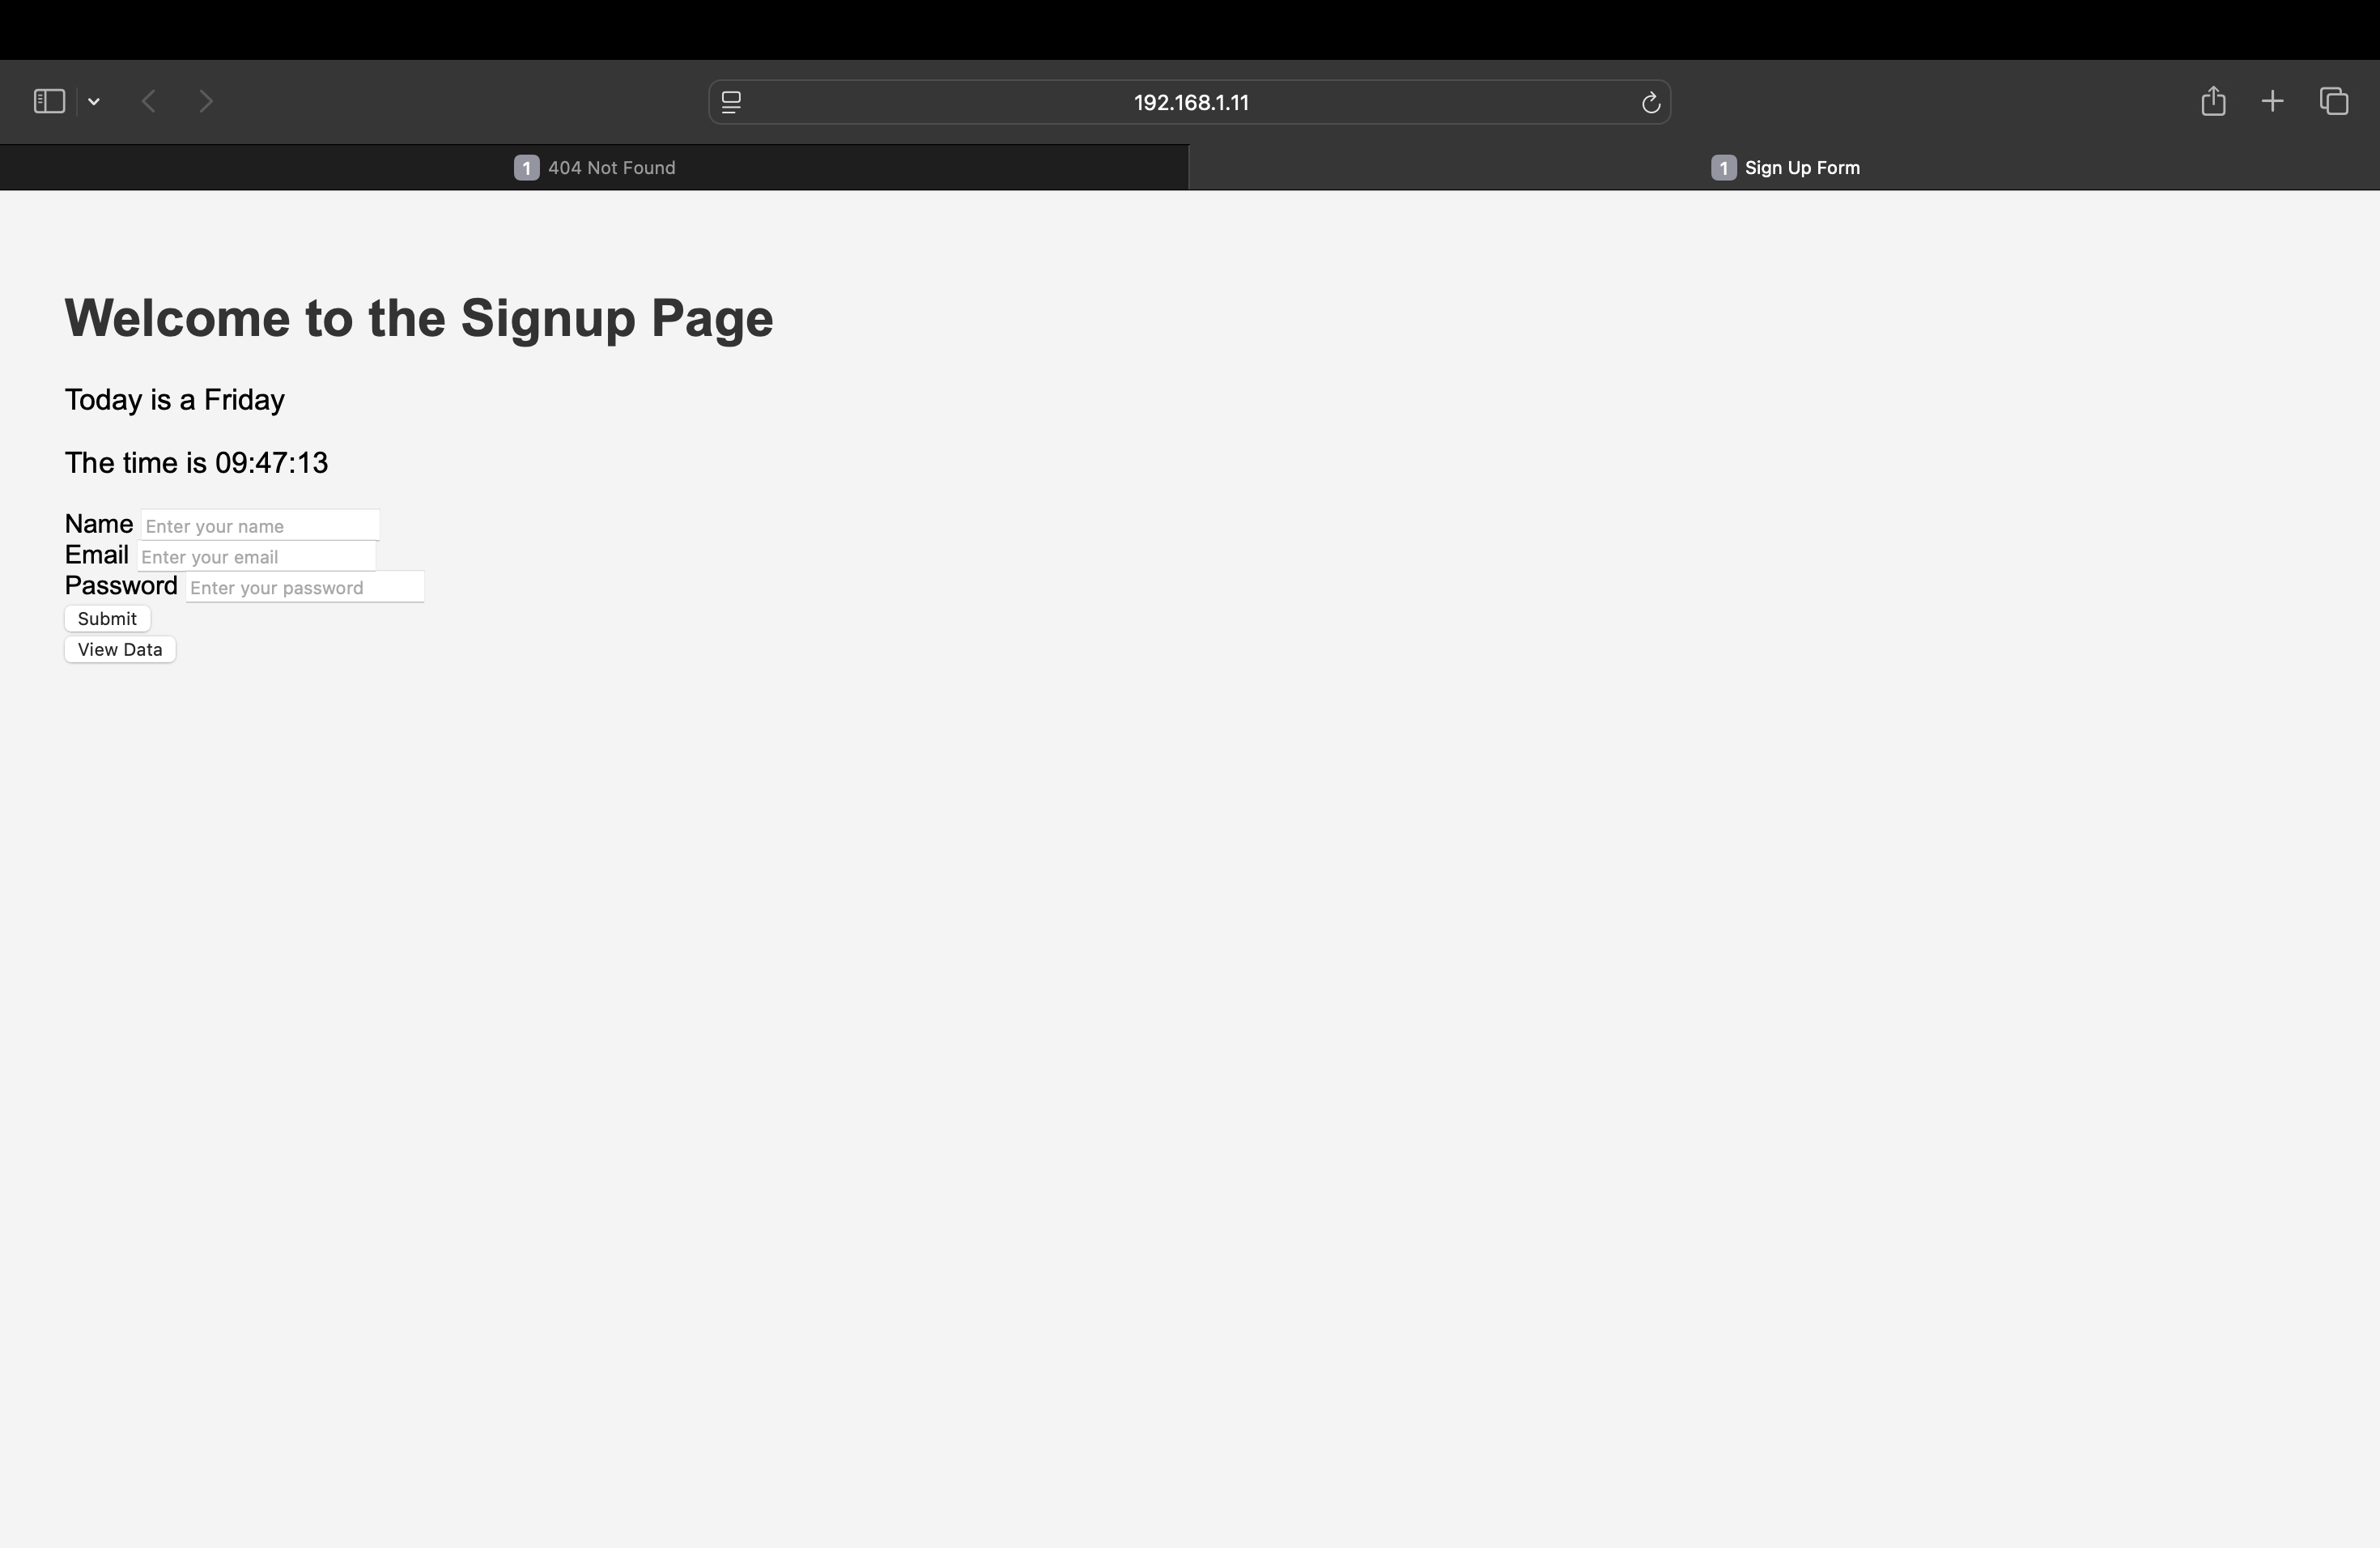 192.168.1.11
1 404 Not Found
1 Sign Up Form
Welcome to the Signup Page
Today is a Friday
The time is 09:47:13
Name Enter your name
Email Enter your email
Password Enter your password
Submit
View Data